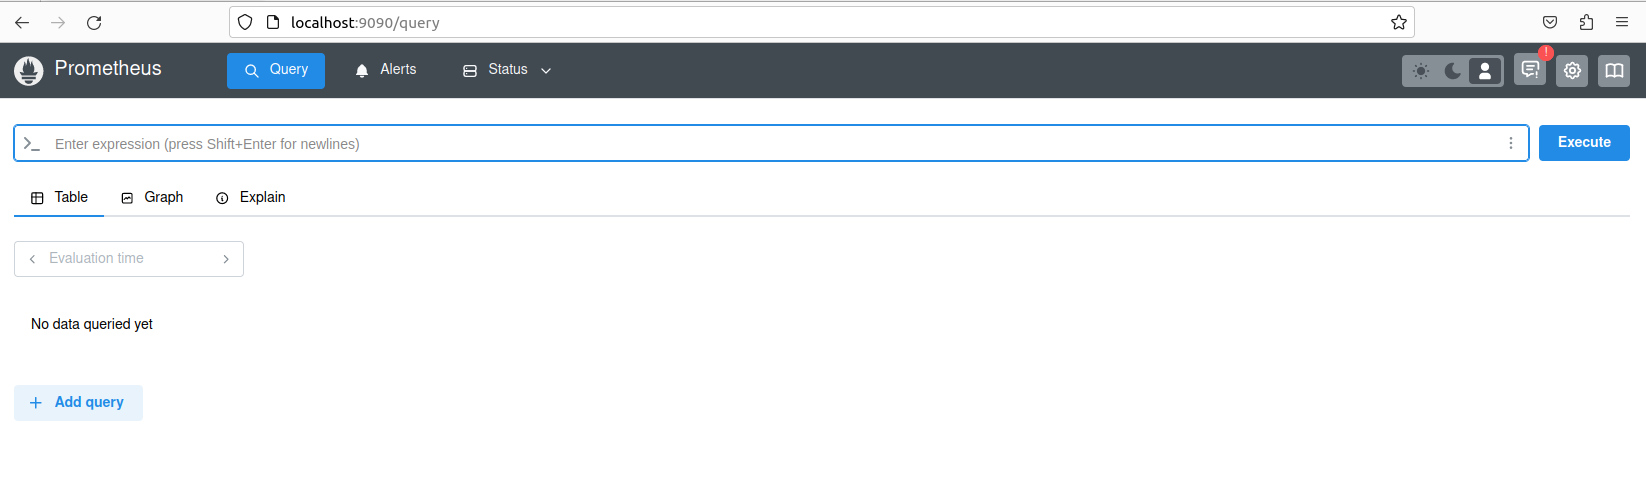 localhost:9090/query
Prometheus Query Alerts Status !
Enter expression (press Shift+Enter for newlines) Execute
Table Graph Explain
Evaluation time
No data queried yet
Add query